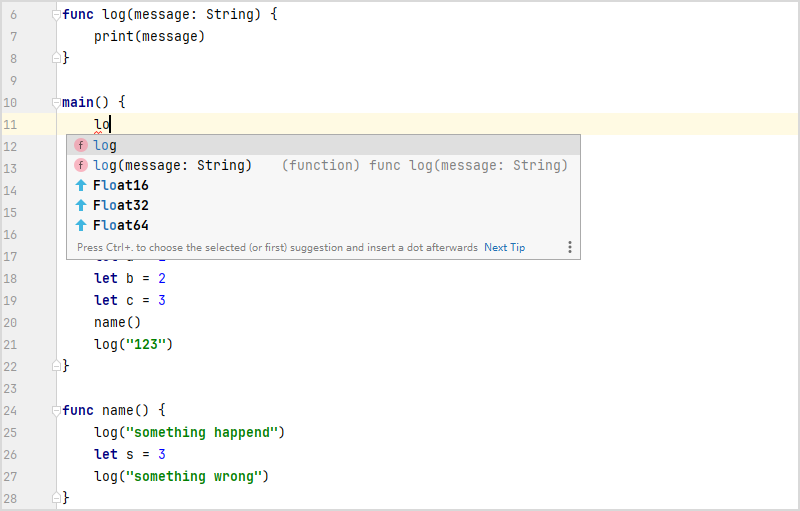 6 func log(message: String) {
7 print(message)
8 }
9
10 main() {
11 lo
12 log
13 log(message: String) (function) func log(message: String)
14 Float16
15 Float32
16 Float64
Press Ctrl+. to choose the selected (or first) suggestion and insert a dot afterwards Next Tip
17
18 let b = 2
19 let c = 3
20 name()
21 log("123")
22 }
23
24 func name() {
25 log("something happend")
26 let s = 3
27 log("something wrong")
28 }